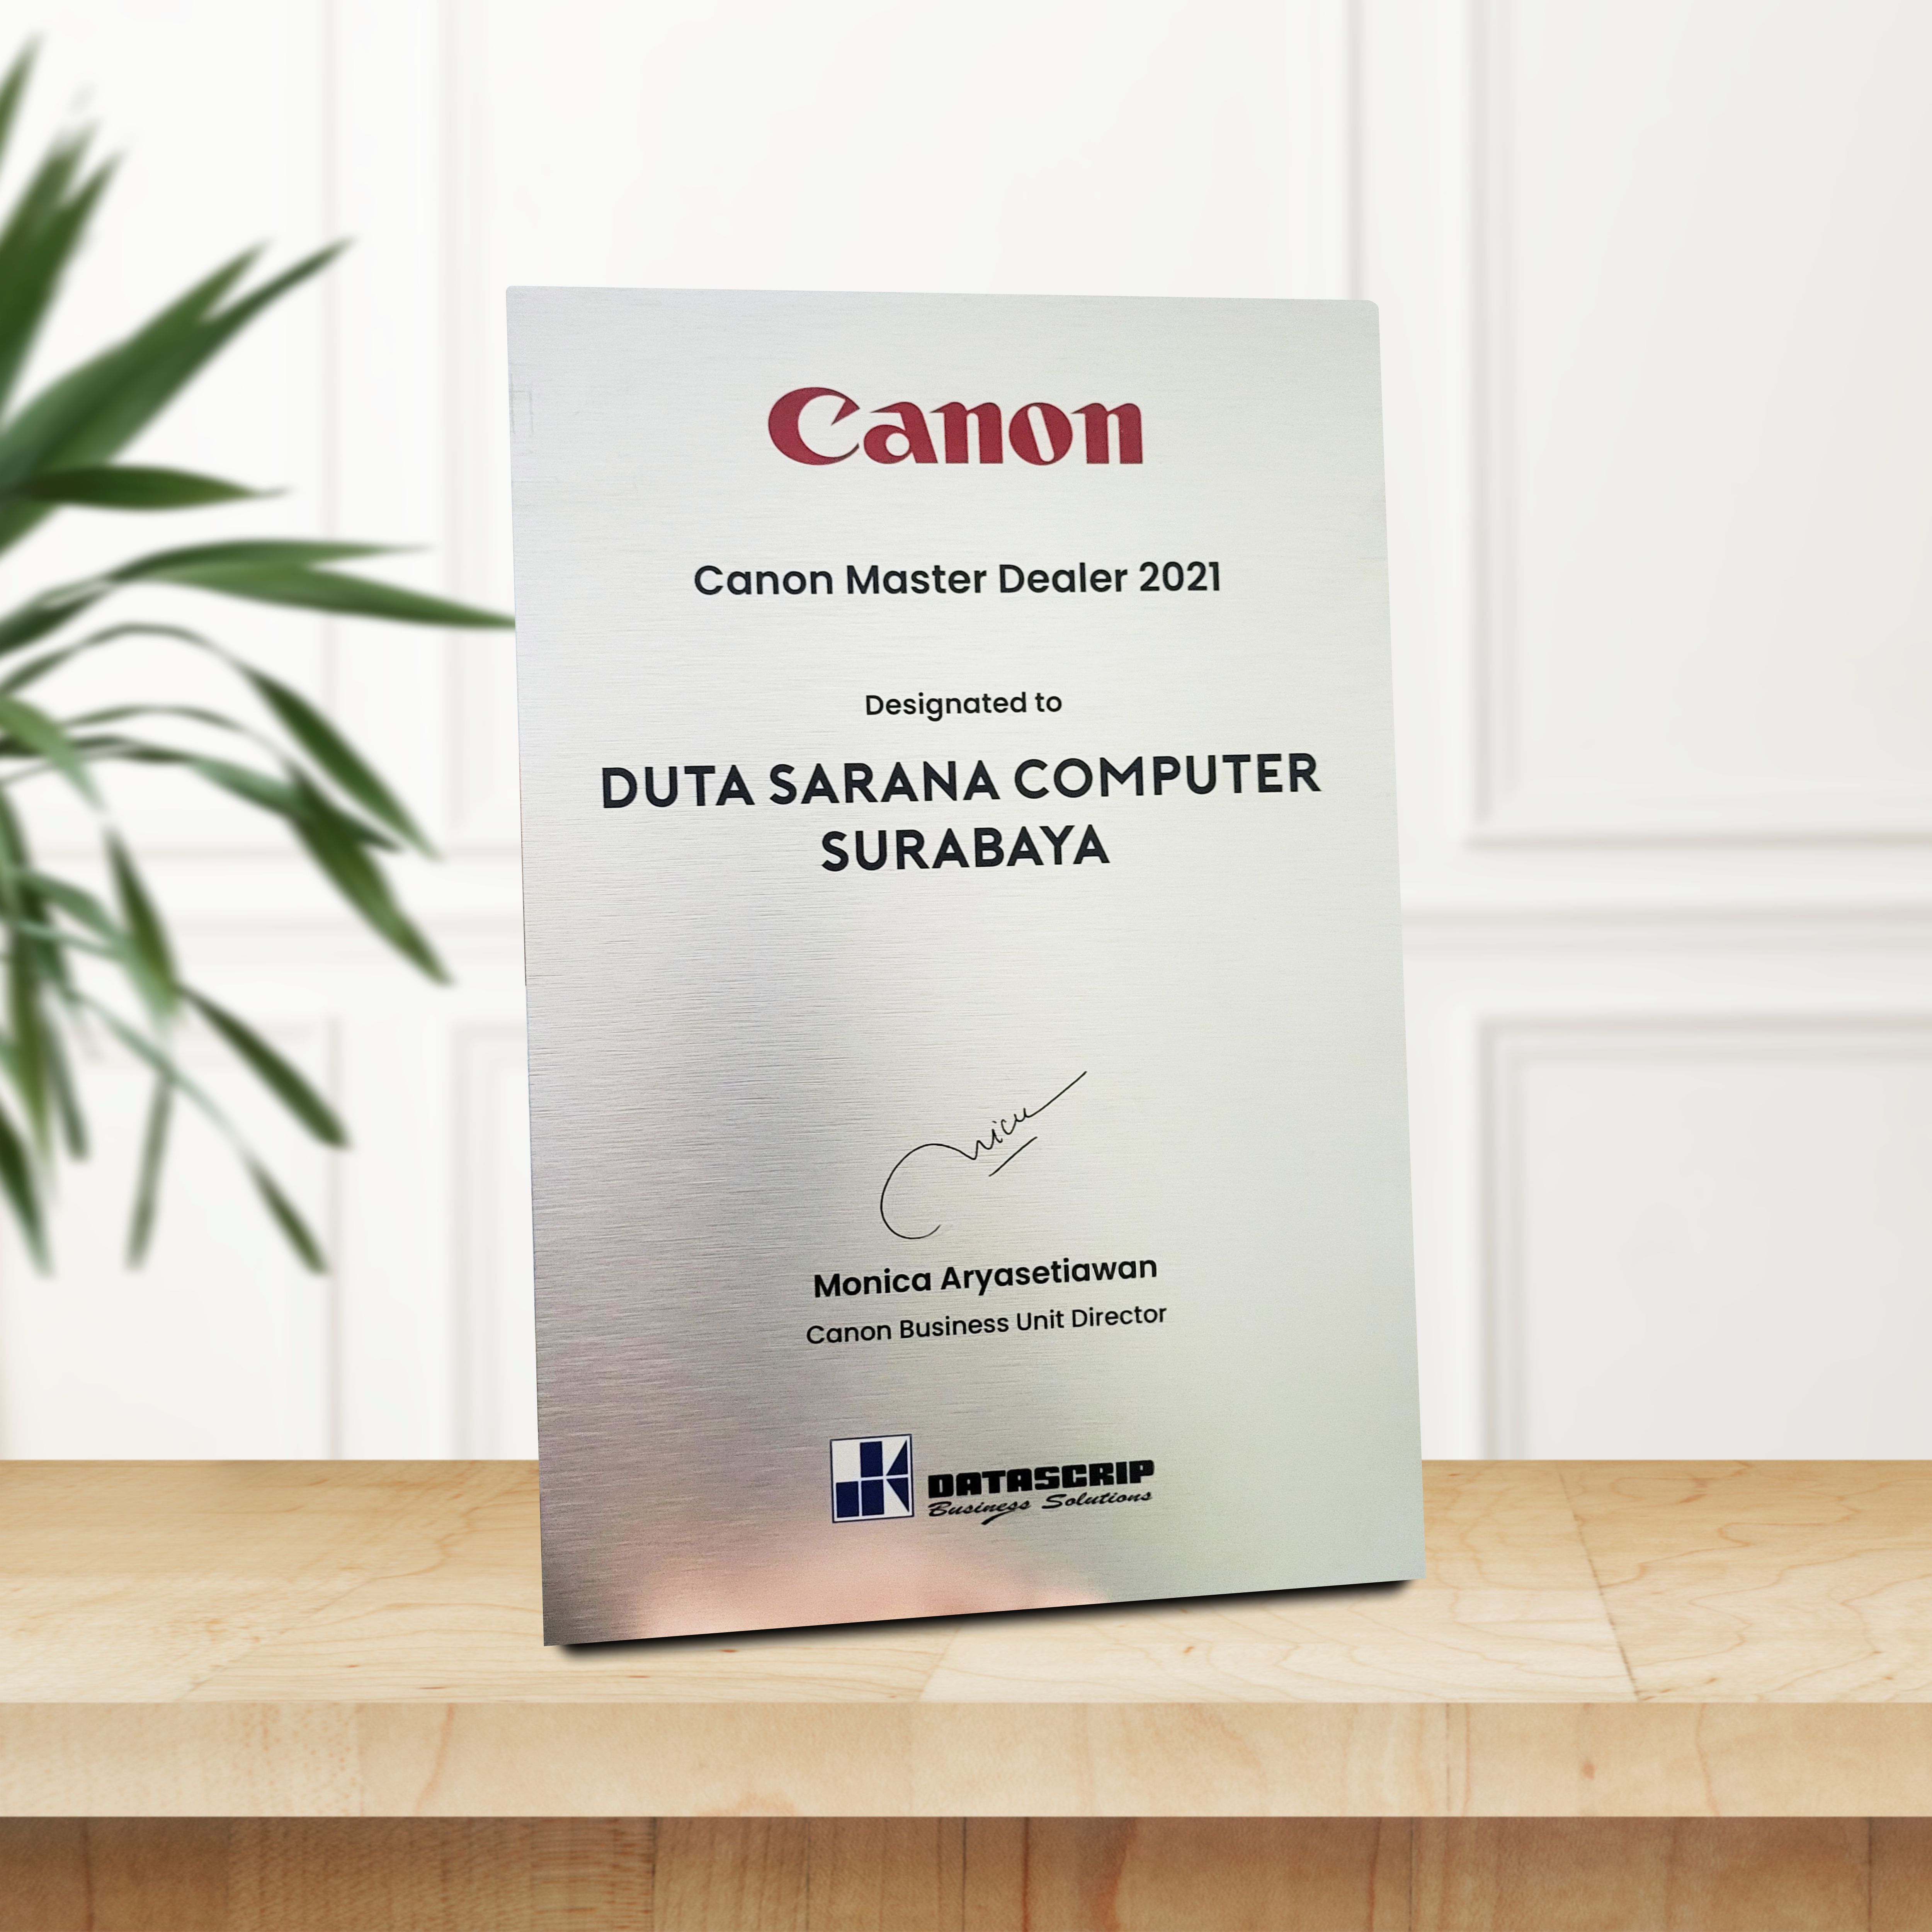 Canon
Canon Master Dealer 2021
Designated to
DUTA SARANA COMPUTER
SURABAYA
Monica Aryasetiawan
Canon Business Unit Director
DATASCRIP
Business Solutions